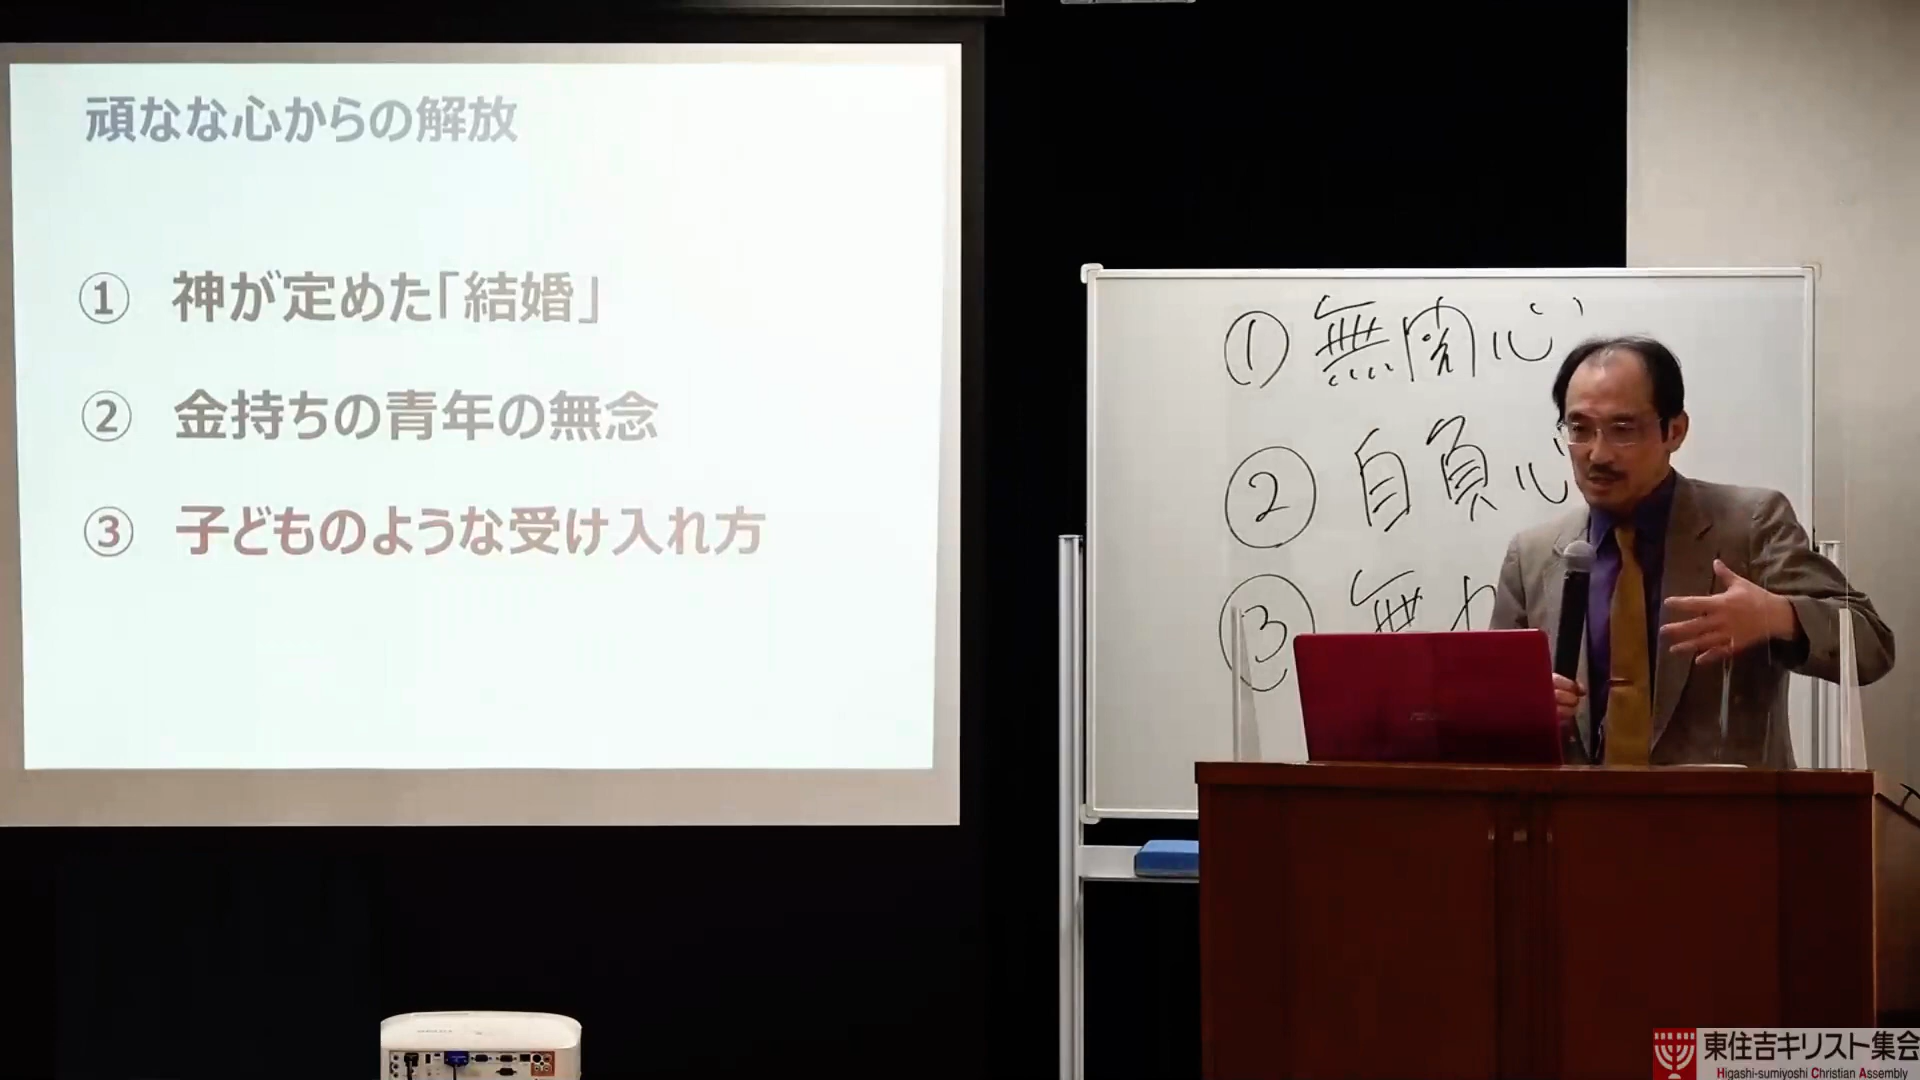 頑なな心からの解放
① 神が定めた「結婚」
② 金持ちの青年の無念
③ 子どものような受け入れ方
① 無関心
② 自負心
③ 無力
東住吉キリスト集会
Higashi-sumiyoshi Christian Assembly